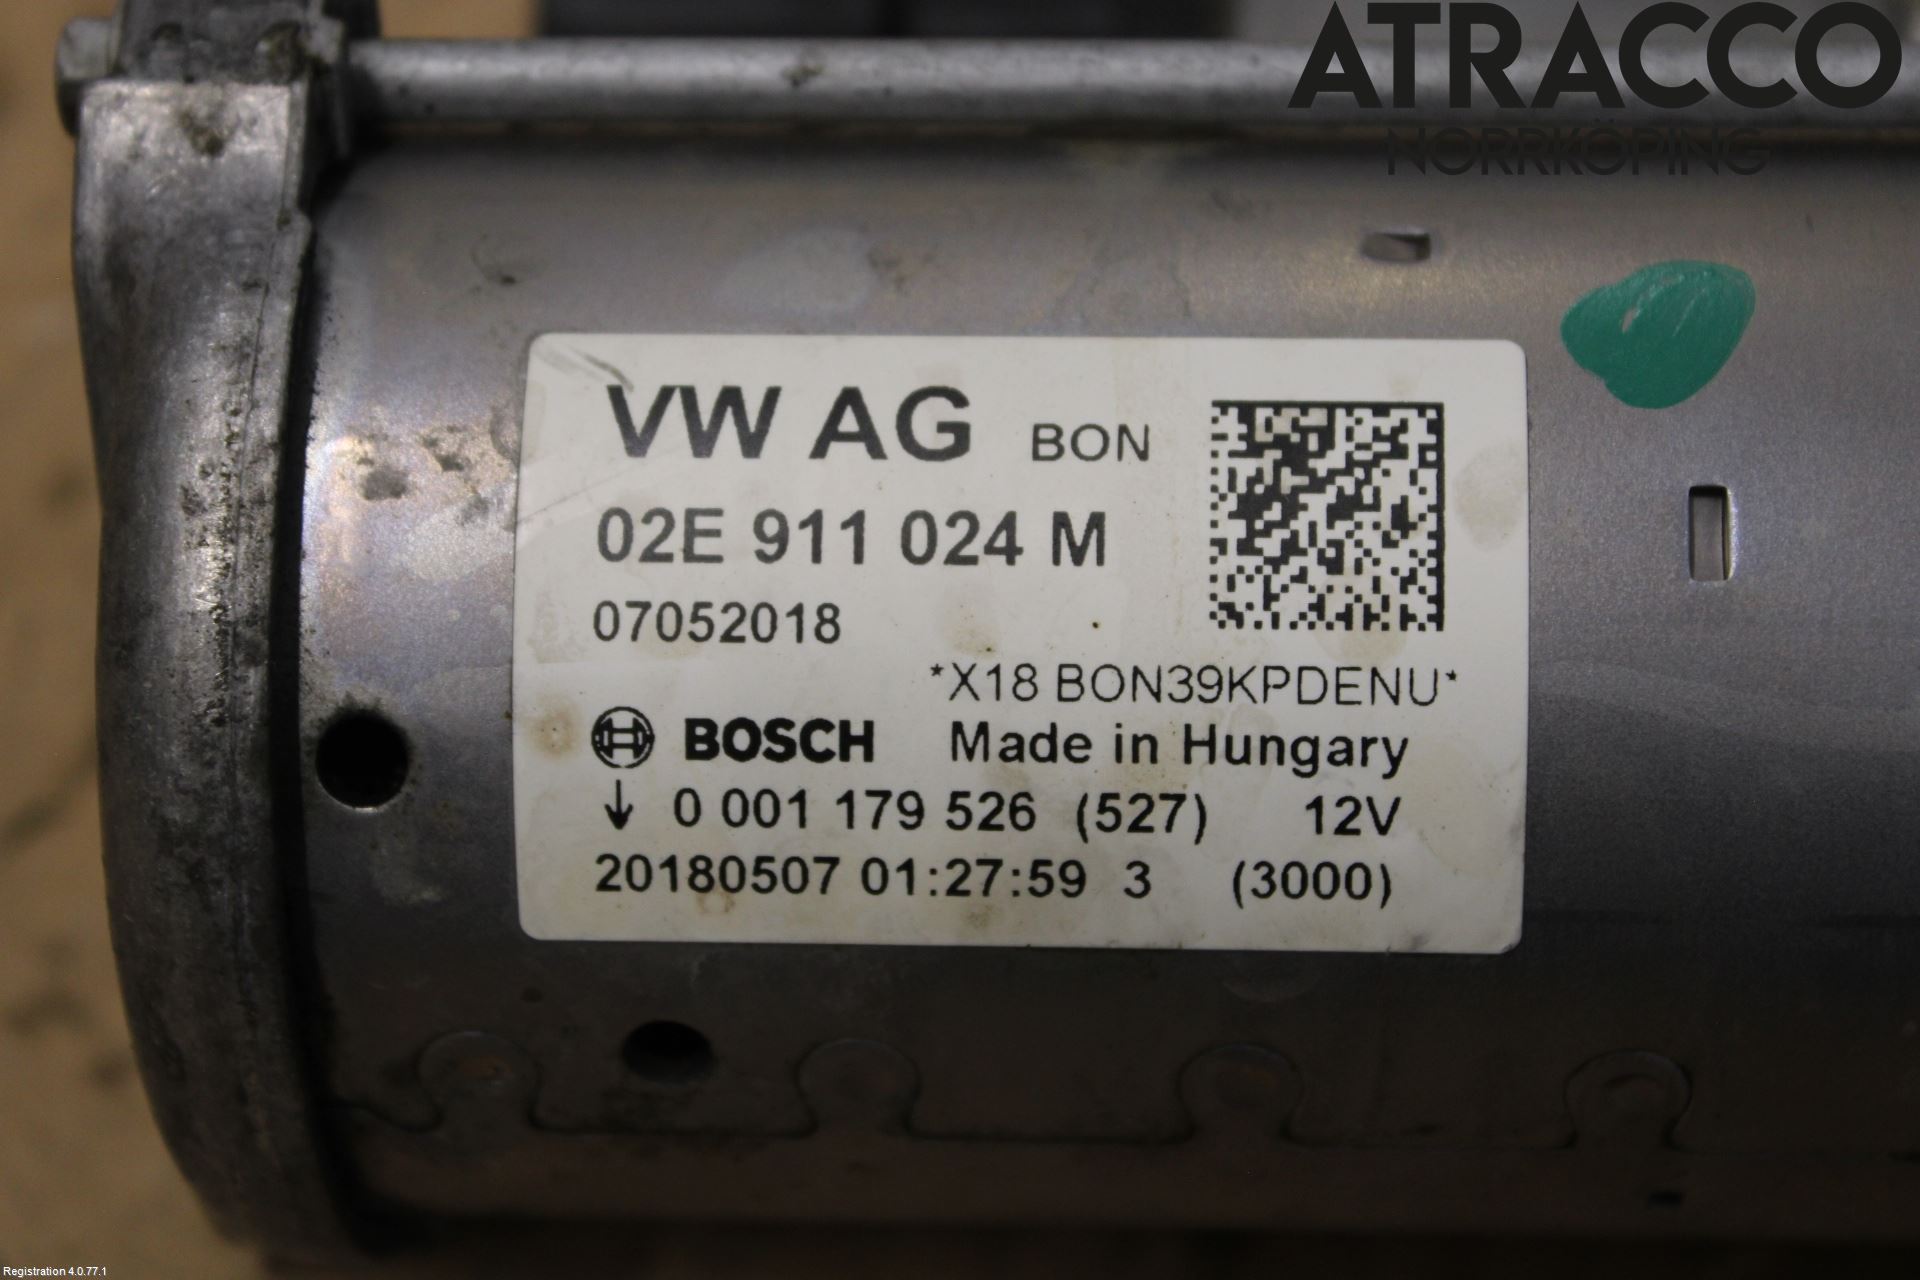 ATRACCO
NORRKÖPING
VW AG BON
02E 911 024 M
07052018
*X18 BON39KPDENU*
BOSCH Made in Hungary
↓ 0 001 179 526 (527) 12V
20180507 01:27:59 3 (3000)
Registration 4.0.77.1